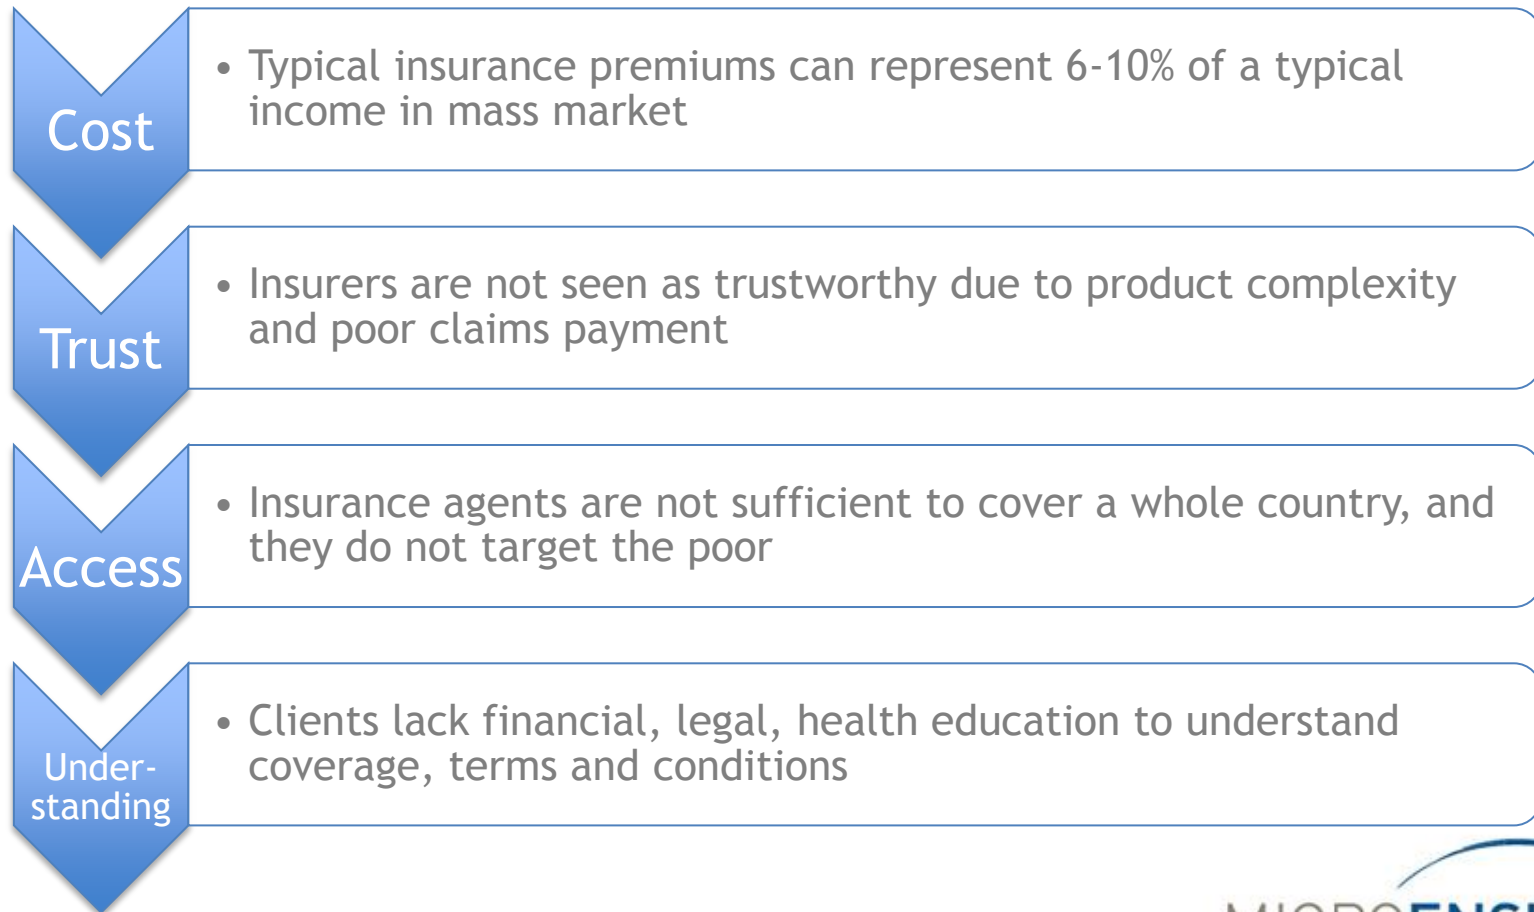 Cost
• Typical insurance premiums can represent 6-10% of a typical
income in mass market
Trust
• Insurers are not seen as trustworthy due to product complexity
and poor claims payment
Access
• Insurance agents are not sufficient to cover a whole country, and
they do not target the poor
Under-
standing
• Clients lack financial, legal, health education to understand
coverage, terms and conditions